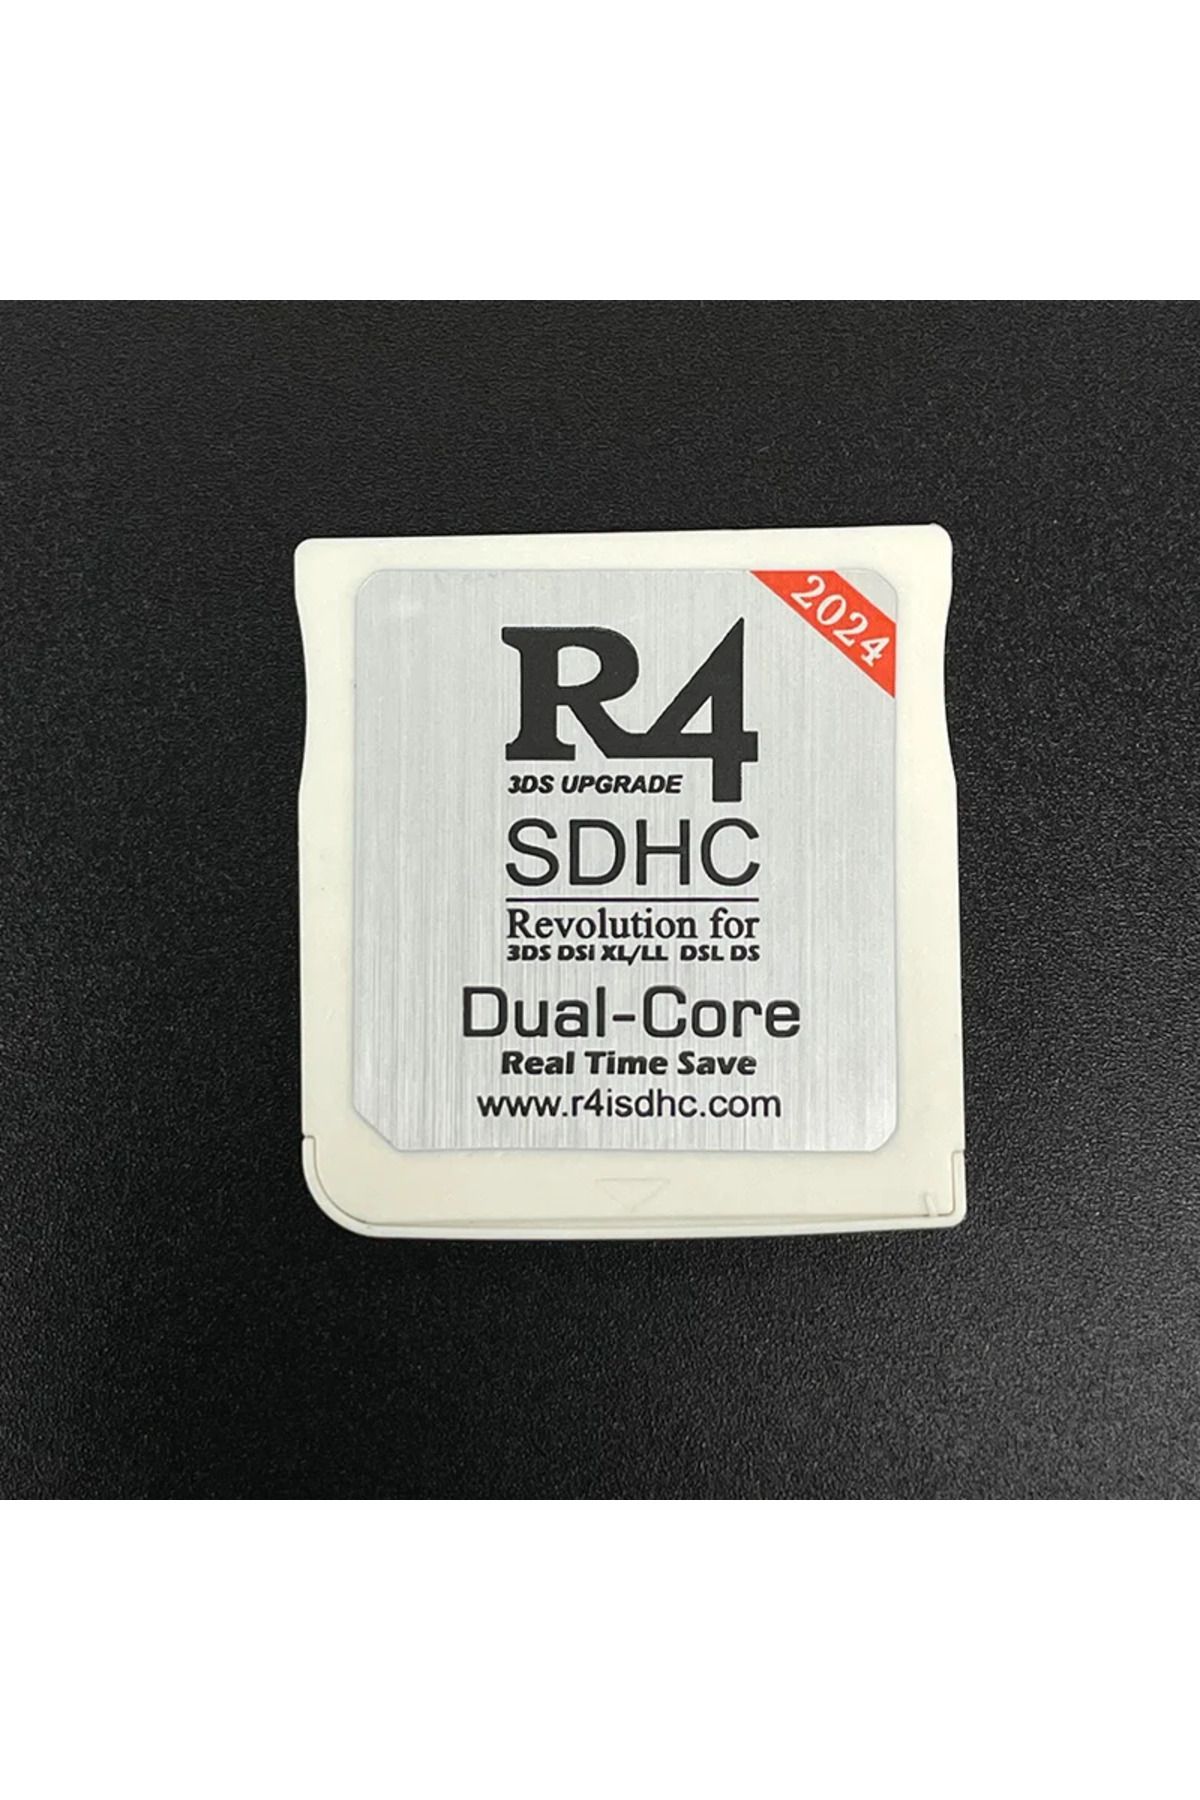 2024
R4
3DS UPGRADE
SDHC
Revolution for
3DS DSi XL/LL DSL DS
Dual-Core
Real Time Save
www.r4isdhc.com